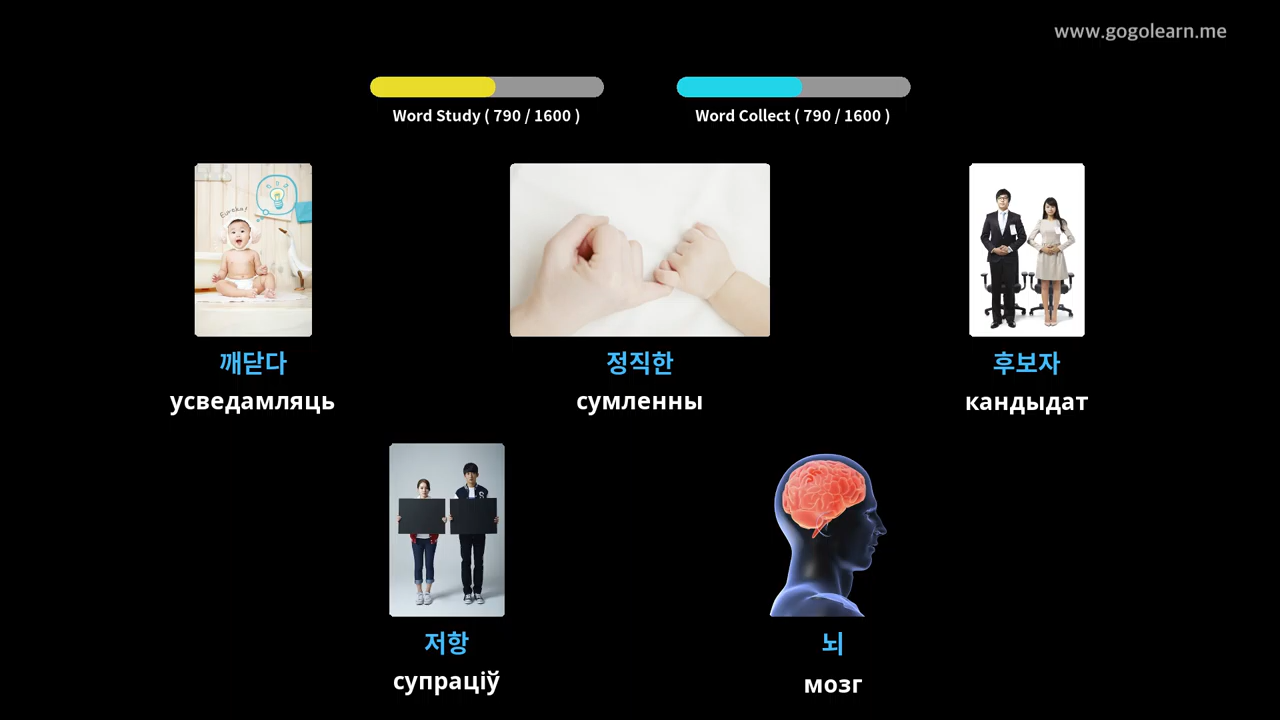 www.gogolearn.me
Word Study ( 790 / 1600 )
Word Collect ( 790 / 1600 )
Eureka!
깨닫다
усведамляць
정직한
сумленны
후보자
кандыдат
저항
супраціў
뇌
мозг